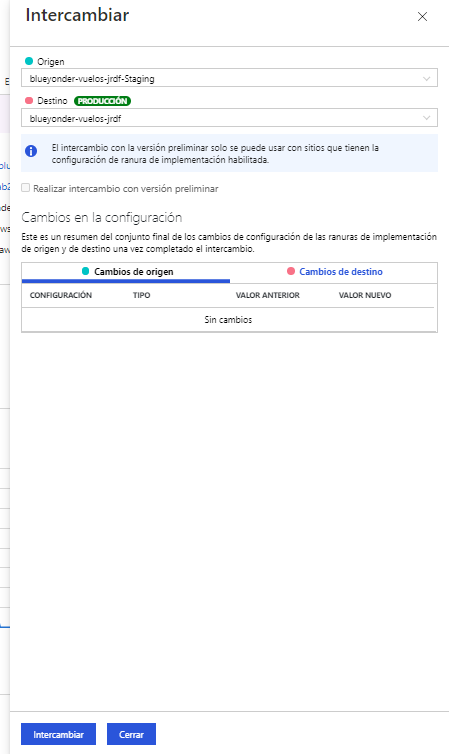 Intercambiar
Origen
blueyonder-vuelos-jrdf-Staging
Destino PRODUCCIÓN
blueyonder-vuelos-jrdf
El intercambio con la versión preliminar solo se puede usar con sitios que tienen la
configuración de ranura de implementación habilitada.
Realizar intercambio con versión preliminar
Cambios en la configuración
Este es un resumen del conjunto final de los cambios de configuración de las ranuras de implementación
de origen y de destino una vez completado el intercambio.
Cambios de origen Cambios de destino
CONFIGURACIÓN TIPO VALOR ANTERIOR VALOR NUEVO
Sin cambios
Intercambiar Cerrar